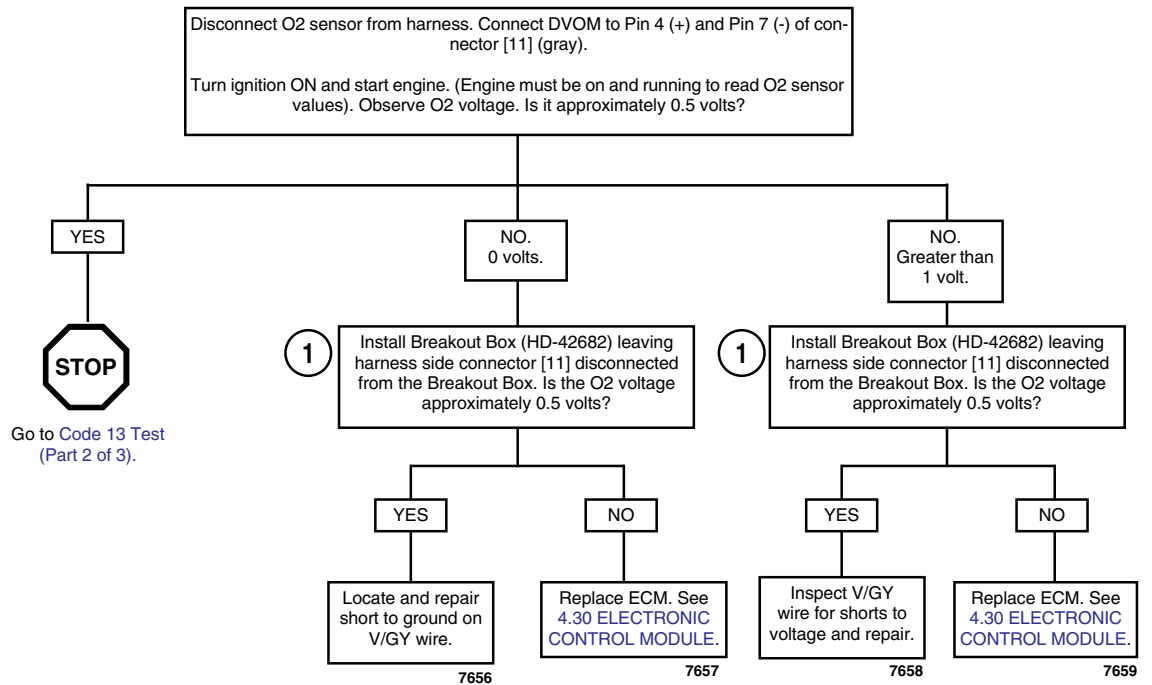 Disconnect O2 sensor from harness. Connect DVOM to Pin 4 (+) and Pin 7 (-) of con-
nector [11] (gray).
Turn ignition ON and start engine. (Engine must be on and running to read O2 sensor
values). Observe O2 voltage. Is it approximately 0.5 volts?
YES
NO.
0 volts.
NO.
Greater than
1 volt.
STOP
Go to Code 13 Test
(Part 2 of 3).
1
Install Breakout Box (HD-42682) leaving
harness side connector [11] disconnected
from the Breakout Box. Is the O2 voltage
approximately 0.5 volts?
1
Install Breakout Box (HD-42682) leaving
harness side connector [11] disconnected
from the Breakout Box. Is the O2 voltage
approximately 0.5 volts?
YES
NO
YES
NO
Locate and repair
short to ground on
V/GY wire.
7656
Replace ECM. See
4.30 ELECTRONIC
CONTROL MODULE.
7657
Inspect V/GY
wire for shorts to
voltage and repair.
7658
Replace ECM. See
4.30 ELECTRONIC
CONTROL MODULE.
7659